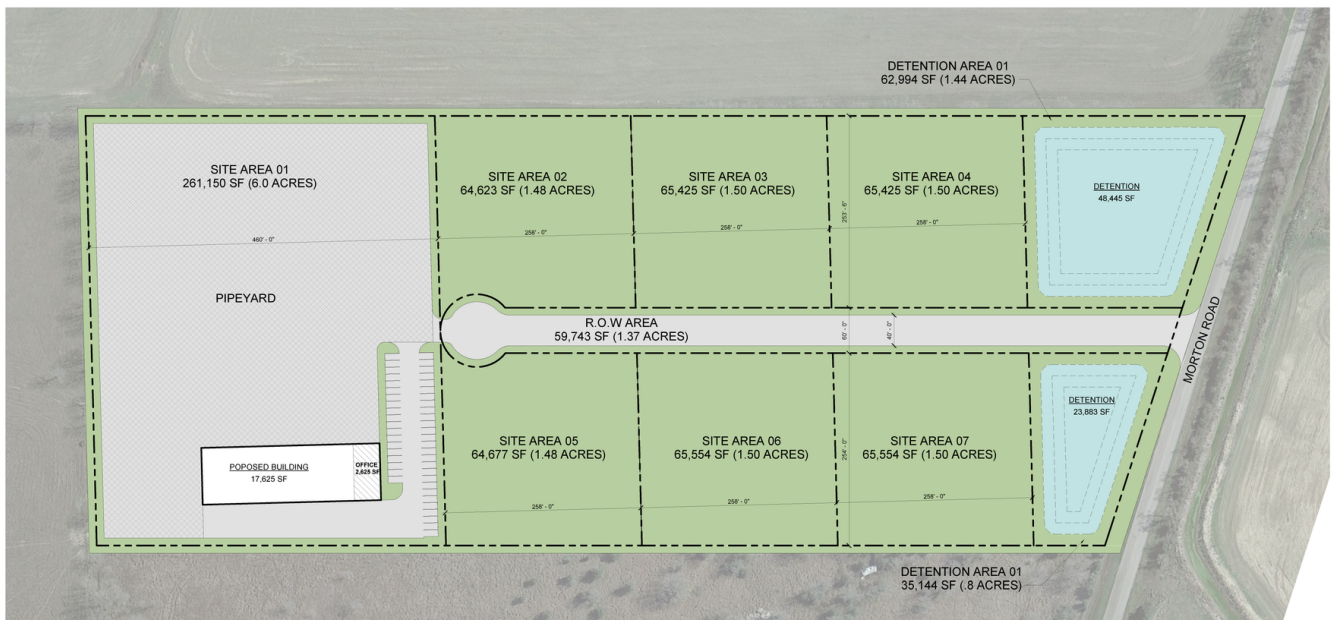 DETENTION AREA 01
62,994 SF (1.44 ACRES)
SITE AREA 01
261,150 SF (6.0 ACRES)
SITE AREA 02
64,623 SF (1.48 ACRES)
SITE AREA 03
65,425 SF (1.50 ACRES)
SITE AREA 04
65,425 SF (1.50 ACRES)
DETENTION
48,445 SF
460' - 0"
258' - 0"
258' - 0"
258' - 0"
253' - 6"
PIPEYARD
R.O.W AREA
59,743 SF (1.37 ACRES)
60' - 0"
40' - 0"
MORTON ROAD
DETENTION
23,883 SF
SITE AREA 05
64,677 SF (1.48 ACRES)
SITE AREA 06
65,554 SF (1.50 ACRES)
SITE AREA 07
65,554 SF (1.50 ACRES)
254' - 0"
POPOSED BUILDING
17,625 SF
OFFICE
2,625 SF
258' - 0"
258' - 0"
258' - 0"
DETENTION AREA 01
35,144 SF (.8 ACRES)